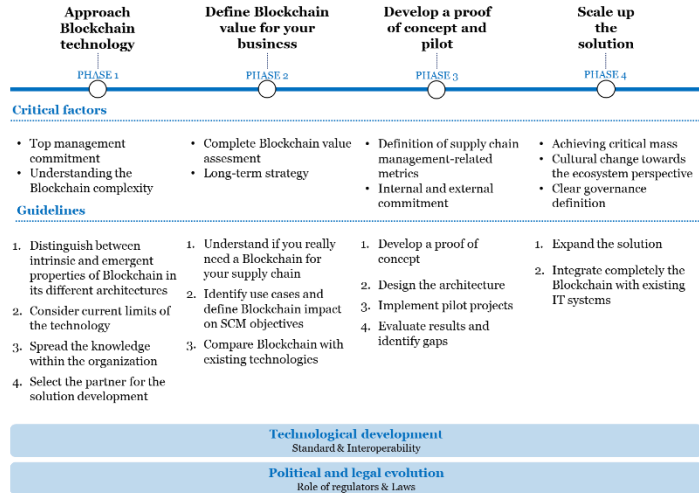 Approach
Blockchain
technology
Define Blockchain
value for your
business
Develop a proof
of concept and
pilot
Scale up
the
solution
PHASE 1
PHASE 2
PHASE 3
PHASE 4
Critical factors
• Top management
commitment
• Understanding the
Blockchain complexity
• Complete Blockchain value
assesment
• Long-term strategy
• Definition of supply chain
management-related
metrics
• Internal and external
commitment
• Achieving critical mass
• Cultural change towards
the ecosystem perspective
• Clear governance
definition
Guidelines
1. Distinguish between
intrinsic and emergent
properties of Blockchain in
its different architectures
2. Consider current limits of
the technology
3. Spread the knowledge
within the organization
4. Select the partner for the
solution development
1. Understand if you really
need a Blockchain for
your supply chain
2. Identify use cases and
define Blockchain impact
on SCM objectives
3. Compare Blockchain with
existing technologies
1. Develop a proof of
concept
2. Design the architecture
3. Implement pilot projects
4. Evaluate results and
identify gaps
1. Expand the solution
2. Integrate completely the
Blockchain with existing
IT systems
Technological development
Standard & Interoperability
Political and legal evolution
Role of regulators & Laws